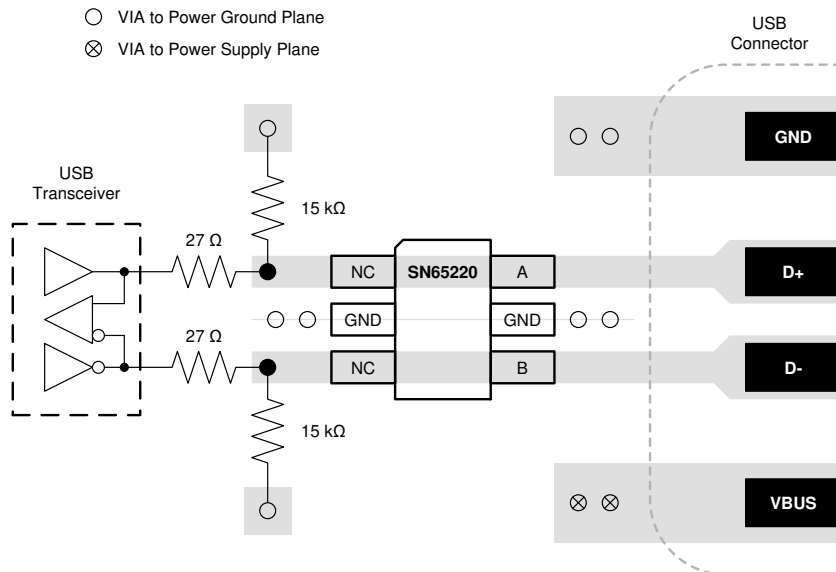 VIA to Power Ground Plane
VIA to Power Supply Plane
USB
Connector
GND
USB
Transceiver
15 kΩ
27 Ω
NC
SN65220
A
D+
GND
GND
27 Ω
NC
B
D-
15 kΩ
VBUS